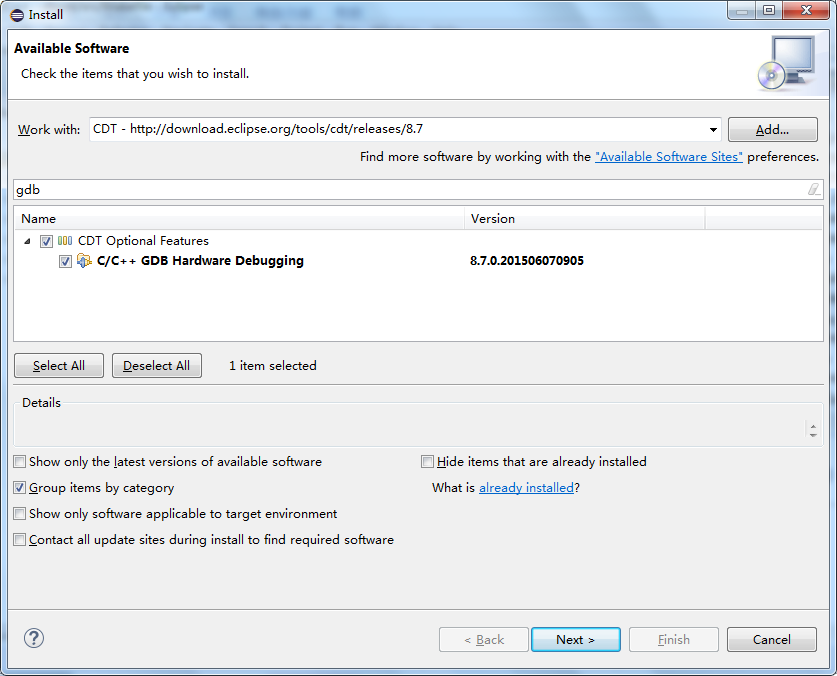 Install
Available Software
Check the items that you wish to install.
Work with: CDT - http://download.eclipse.org/tools/cdt/releases/8.7 Add...
Find more software by working with the "Available Software Sites" preferences.
gdb
Name Version
CDT Optional Features
C/C++ GDB Hardware Debugging 8.7.0.201506070905
Select All Deselect All 1 item selected
Details
Show only the latest versions of available software Hide items that are already installed
Group items by category What is already installed?
Show only software applicable to target environment
Contact all update sites during install to find required software
? < Back Next > Finish Cancel